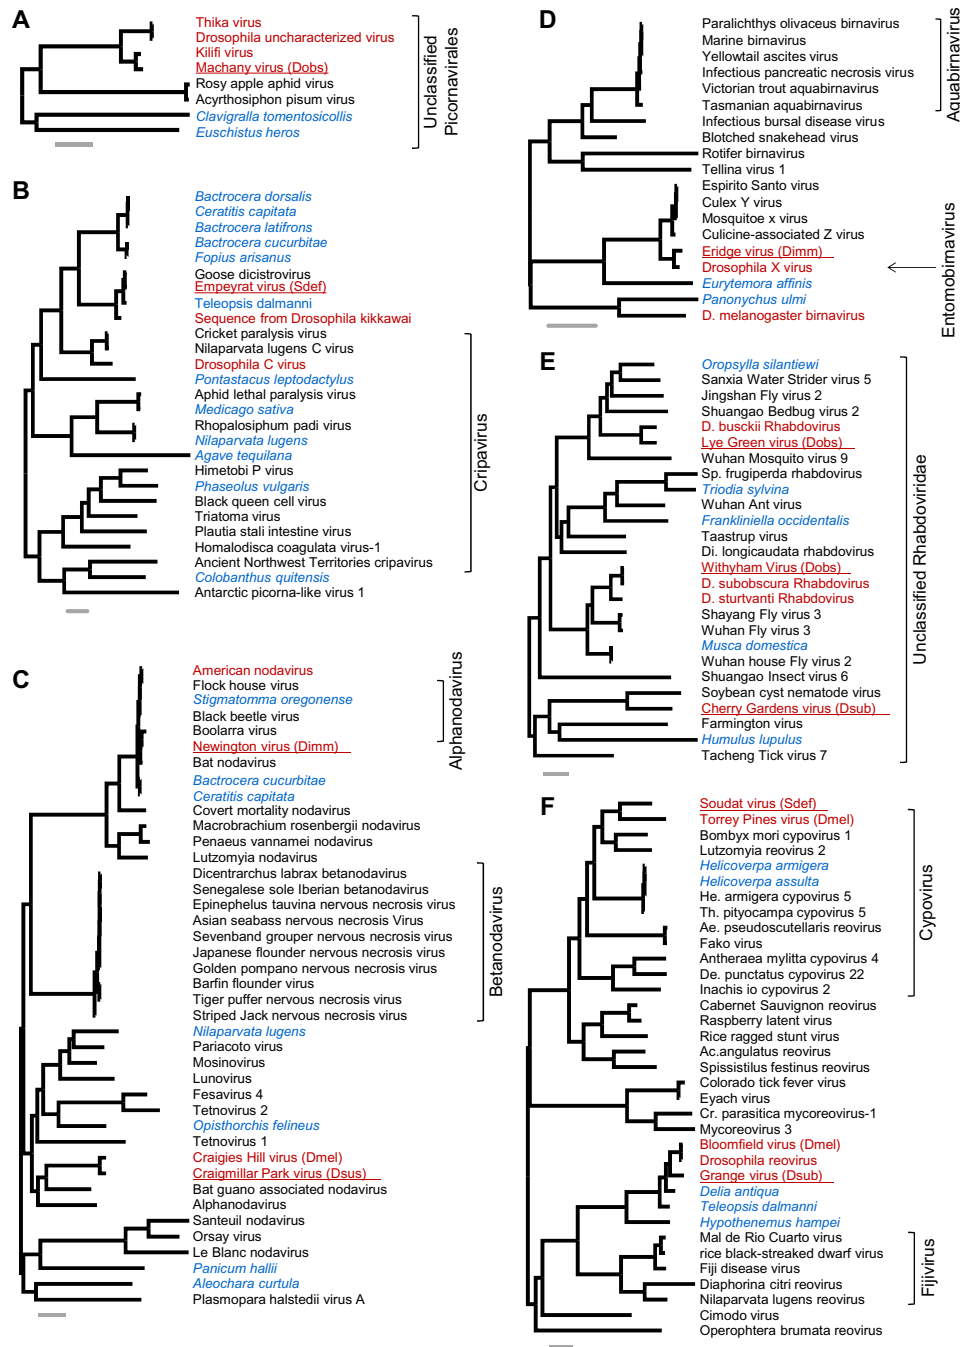 A
Thika virus
Drosophila uncharacterized virus
Kilifi virus
Machany virus (Dobs)
Rosy apple aphid virus
Acyrthosiphon pisum virus
Clavigralla tomentosicollis
Euschistus heros
Unclassified
Picornavirales
B
Bactrocera dorsalis
Ceratitis capitata
Bactrocera latifrons
Bactrocera cucurbitae
Fopius arisanus
Goose dicistrovirus
Empeyrat virus (Sdef)
Teleopsis dalmanni
Sequence from Drosophila kikkawai
Cricket paralysis virus
Nilaparvata lugens C virus
Drosophila C virus
Pontastacus leptodactylus
Aphid lethal paralysis virus
Medicago sativa
Rhopalosiphum padi virus
Nilaparvata lugens
Agave tequilana
Himetobi P virus
Phaseolus vulgaris
Black queen cell virus
Triatoma virus
Plautia stali intestine virus
Homalodisca coagulata virus-1
Ancient Northwest Territories cripavirus
Colobanthus quitensis
Antarctic picorna-like virus 1
Cripavirus
C
American nodavirus
Flock house virus
Stigmatomma oregonense
Black beetle virus
Boolarra virus
Newington virus (Dimm)
Bat nodavirus
Bactrocera cucurbitae
Ceratitis capitata
Covert mortality nodavirus
Macrobrachium rosenbergii nodavirus
Penaeus vannamei nodavirus
Lutzomyia nodavirus
Dicentrarchus labrax betanodavirus
Senegalese sole Iberian betanodavirus
Epinephelus tauvina nervous necrosis virus
Asian seabass nervous necrosis Virus
Sevenband grouper nervous necrosis virus
Japanese flounder nervous necrosis virus
Golden pompano nervous necrosis virus
Barfin flounder virus
Tiger puffer nervous necrosis virus
Striped Jack nervous necrosis virus
Nilaparvata lugens
Pariacoto virus
Mosinovirus
Lunovirus
Fesavirus 4
Tetnovirus 2
Opisthorchis felineus
Tetnovirus 1
Craigies Hill virus (Dmel)
Craigmillar Park virus (Dsus)
Bat guano associated nodavirus
Alphanodavirus
Santeuil nodavirus
Orsay virus
Le Blanc nodavirus
Panicum hallii
Aleochara curtula
Plasmopara halstedii virus A
Alphanodavirus
Betanodavirus
D
Paralichthys olivaceus birnavirus
Marine birnavirus
Yellowtail ascites virus
Infectious pancreatic necrosis virus
Victorian trout aquabirnavirus
Tasmanian aquabirnavirus
Infectious bursal disease virus
Blotched snakehead virus
Rotifer birnavirus
Tellina virus 1
Espirito Santo virus
Culex Y virus
Mosquitoe x virus
Culicine-associated Z virus
Eridge virus (Dimm)
Drosophila X virus
Eurytemora affinis
Panonychus ulmi
D. melanogaster birnavirus
Aquabirnavirus
Entomobirnavirus
E
Oropsylla silantiewi
Sanxia Water Strider virus 5
Jingshan Fly virus 2
Shuangao Bedbug virus 2
D. busckii Rhabdovirus
Lye Green virus (Dobs)
Wuhan Mosquito virus 9
Sp. frugiperda rhabdovirus
Triodia sylvina
Wuhan Ant virus
Frankliniella occidentalis
Taastrup virus
Di. longicaudata rhabdovirus
Withyham Virus (Dobs)
D. subobscura Rhabdovirus
D. sturtvanti Rhabdovirus
Shayang Fly virus 3
Wuhan Fly virus 3
Musca domestica
Wuhan house Fly virus 2
Shuangao Insect virus 6
Soybean cyst nematode virus
Cherry Gardens virus (Dsub)
Farmington virus
Humulus lupulus
Tacheng Tick virus 7
Unclassified Rhabdoviridae
F
Soudat virus (Sdef)
Torrey Pines virus (Dmel)
Bombyx mori cypovirus 1
Lutzomyia reovirus 2
Helicoverpa armigera
Helicoverpa assulta
He. armigera cypovirus 5
Th. pityocampa cypovirus 5
Ae. pseudoscutellaris reovirus
Fako virus
Antheraea mylitta cypovirus 4
De. punctatus cypovirus 22
Inachis io cypovirus 2
Cabernet Sauvignon reovirus
Raspberry latent virus
Rice ragged stunt virus
Ac.angulatus reovirus
Spissistilus festinus reovirus
Colorado tick fever virus
Eyach virus
Cr. parasitica mycoreovirus-1
Mycoreovirus 3
Bloomfield virus (Dmel)
Drosophila reovirus
Grange virus (Dsub)
Delia antiqua
Teleopsis dalmanni
Hypothenemus hampei
Mal de Rio Cuarto virus
rice black-streaked dwarf virus
Fiji disease virus
Diaphorina citri reovirus
Nilaparvata lugens reovirus
Cimodo virus
Operophtera brumata reovirus
Cypovirus
Fijivirus